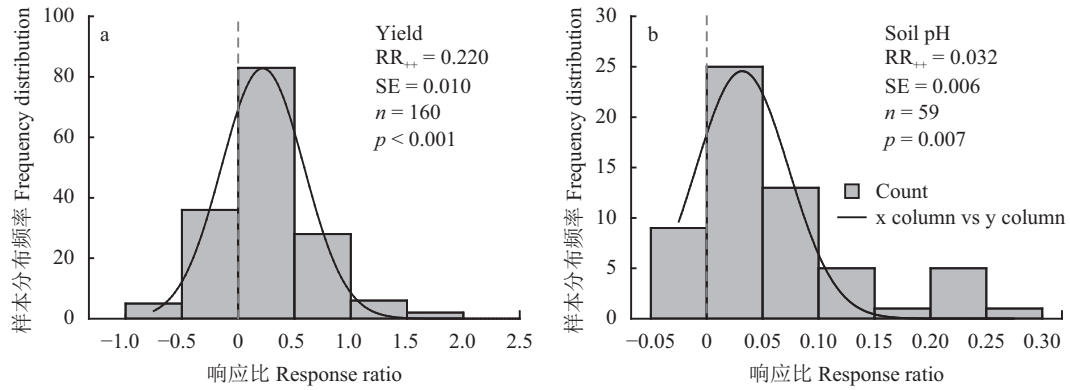 a
Yield
RR₊₊ = 0.220
SE = 0.010
n = 160
p < 0.001
100
80
60
40
20
0
样本分布频率 Frequency distribution
−1.0 −0.5 0 0.5 1.0 1.5 2.0 2.5
响应比 Response ratio
b
Soil pH
RR₊₊ = 0.032
SE = 0.006
n = 59
p = 0.007
Count
x column vs y column
30
25
20
15
10
5
0
样本分布频率 Frequency distribution
−0.05 0 0.05 0.10 0.15 0.20 0.25 0.30
响应比 Response ratio